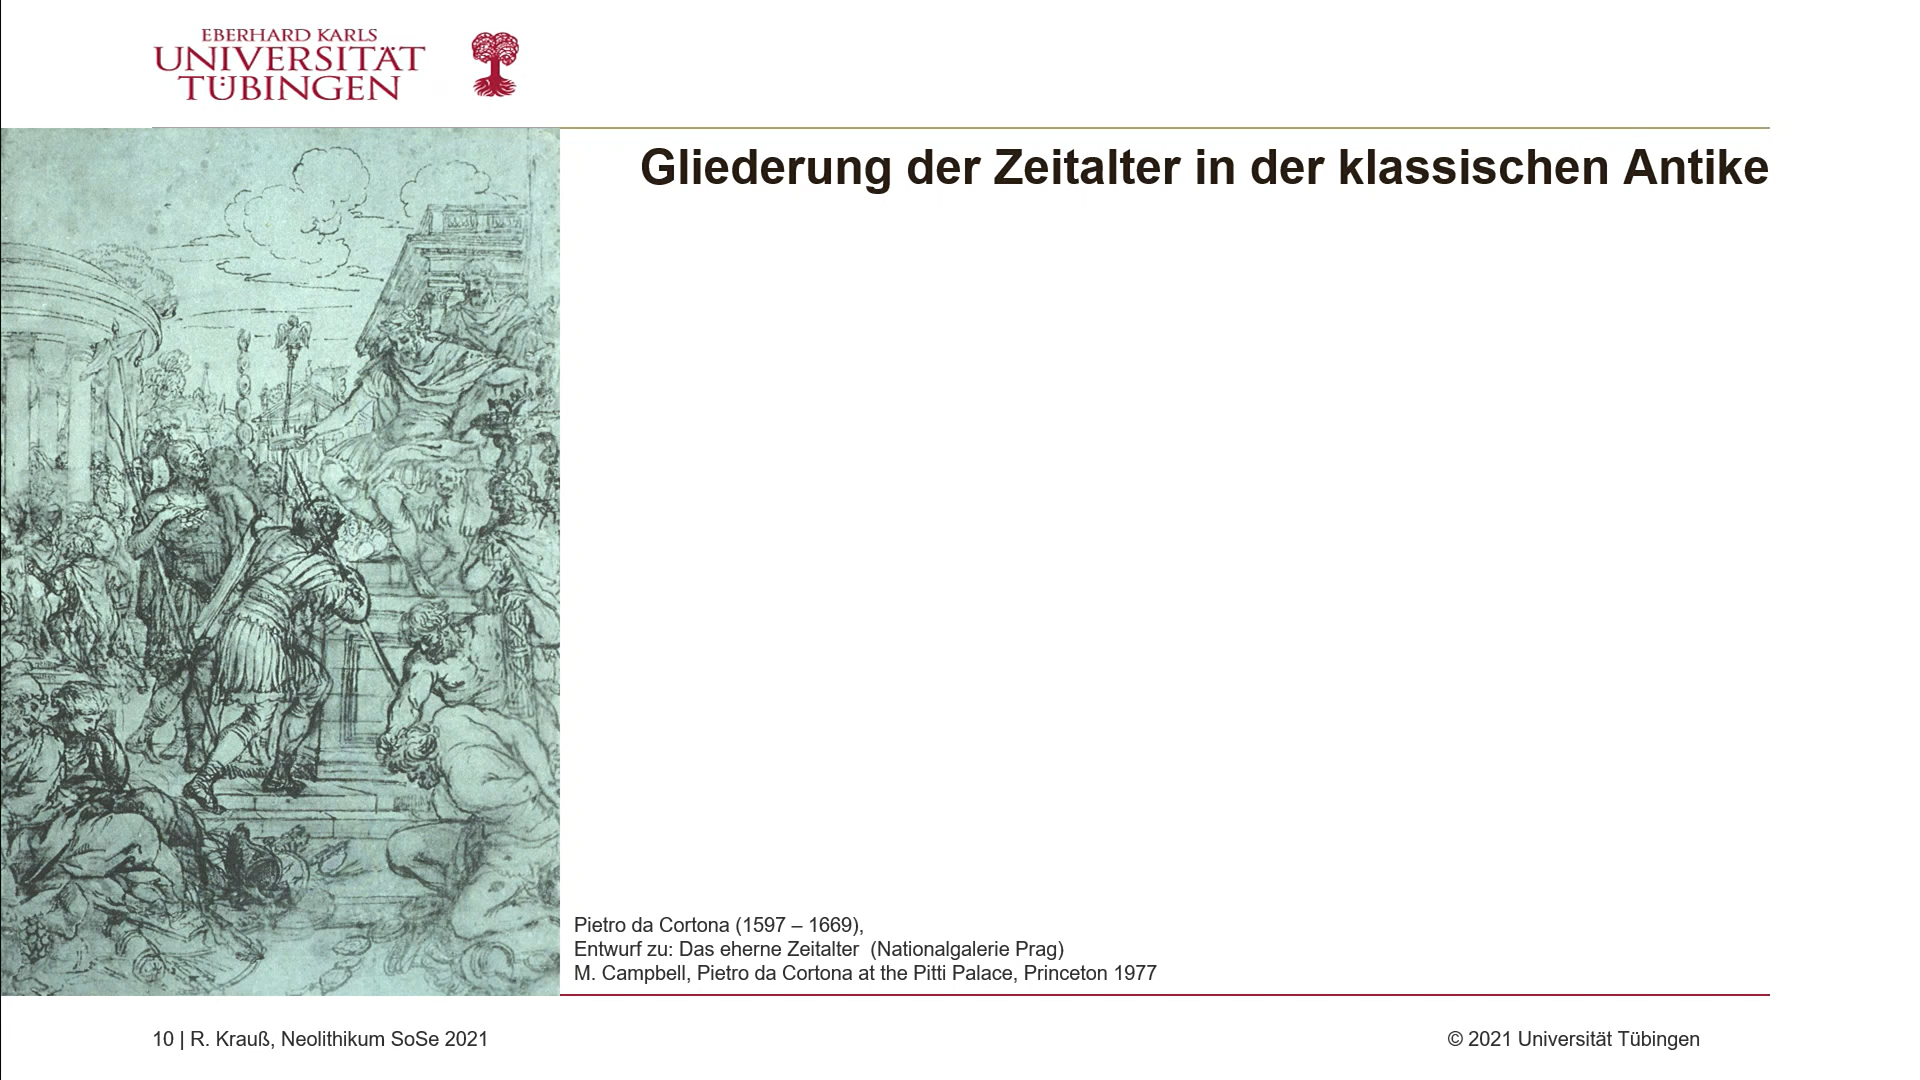 EBERHARD KARLS
UNIVERSITÄT
TÜBINGEN
Gliederung der Zeitalter in der klassischen Antike
Pietro da Cortona (1597 – 1669),
Entwurf zu: Das eherne Zeitalter (Nationalgalerie Prag)
M. Campbell, Pietro da Cortona at the Pitti Palace, Princeton 1977
10 | R. Krauß, Neolithikum SoSe 2021
© 2021 Universität Tübingen